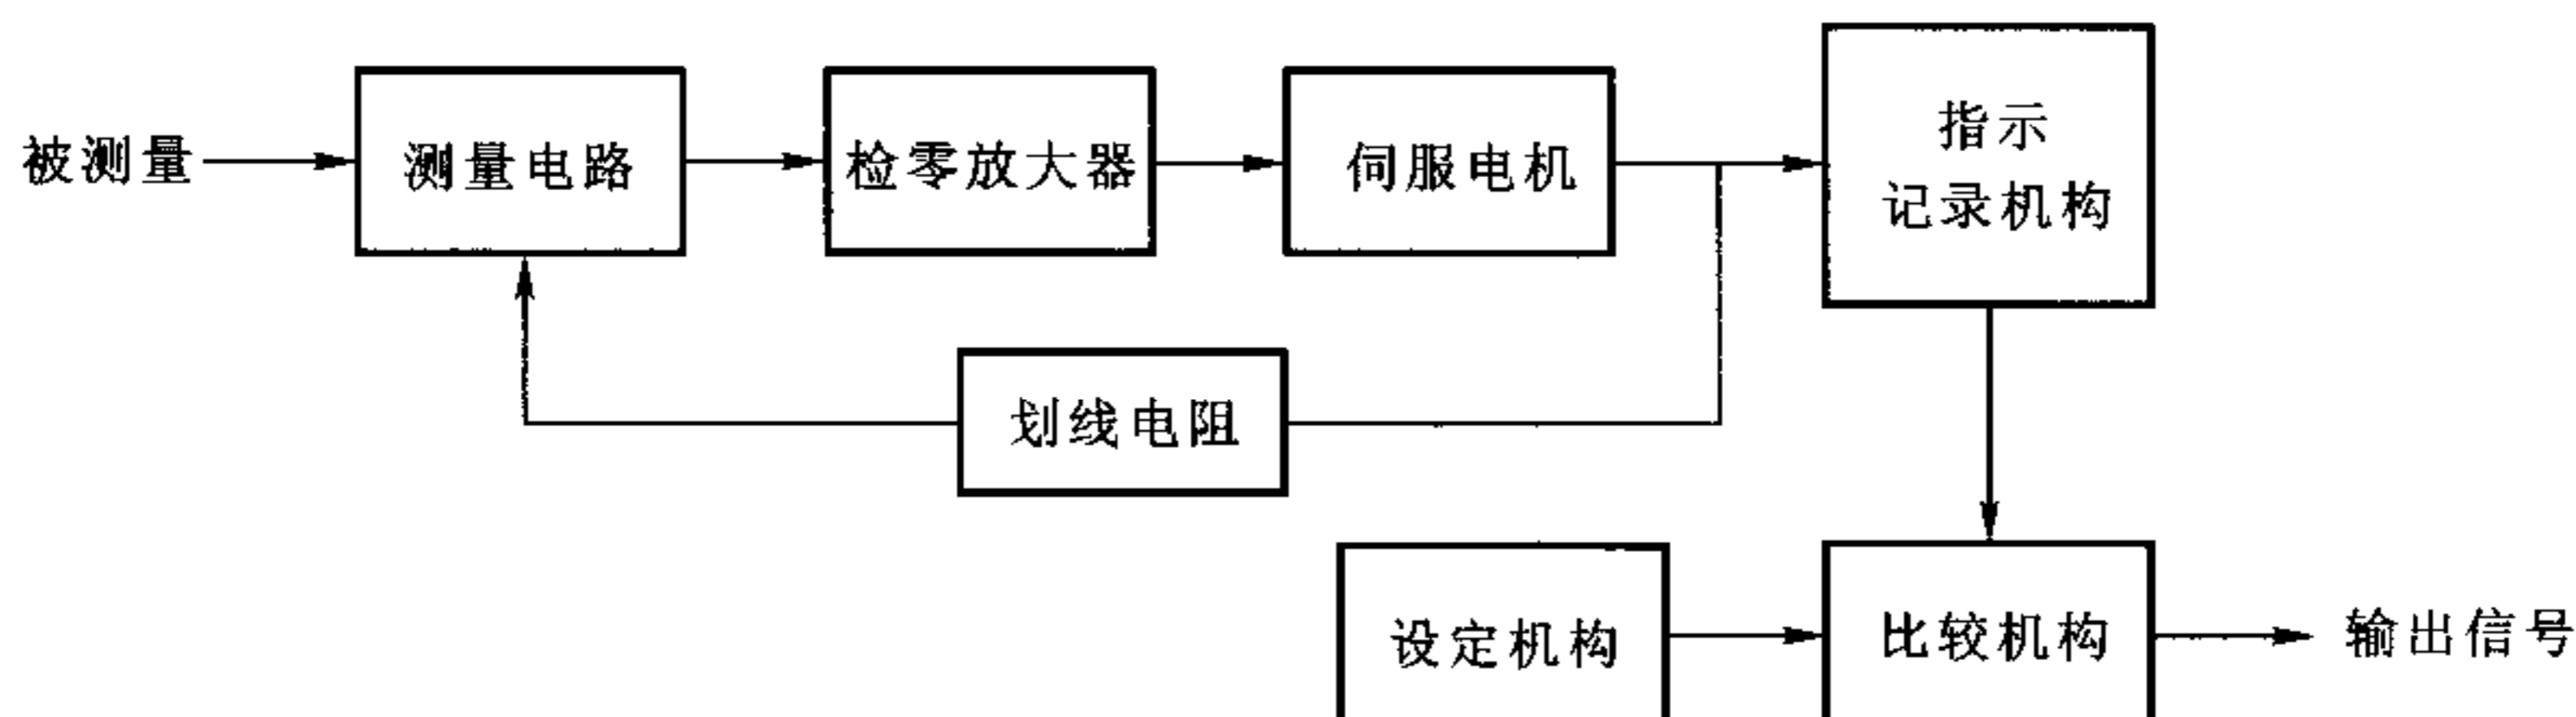 被测量
测量电路
检零放大器
伺服电机
指示
记录机构
划线电阻
设定机构
比较机构
输出信号